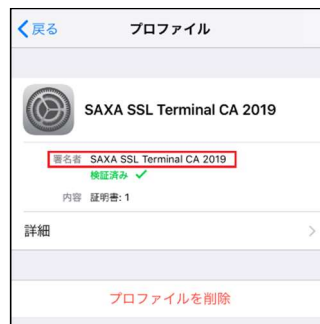 戻る プロファイル
SAXA SSL Terminal CA 2019
署名者 SAXA SSL Terminal CA 2019
検証済み ✓
内容 証明書: 1
詳細
プロファイルを削除